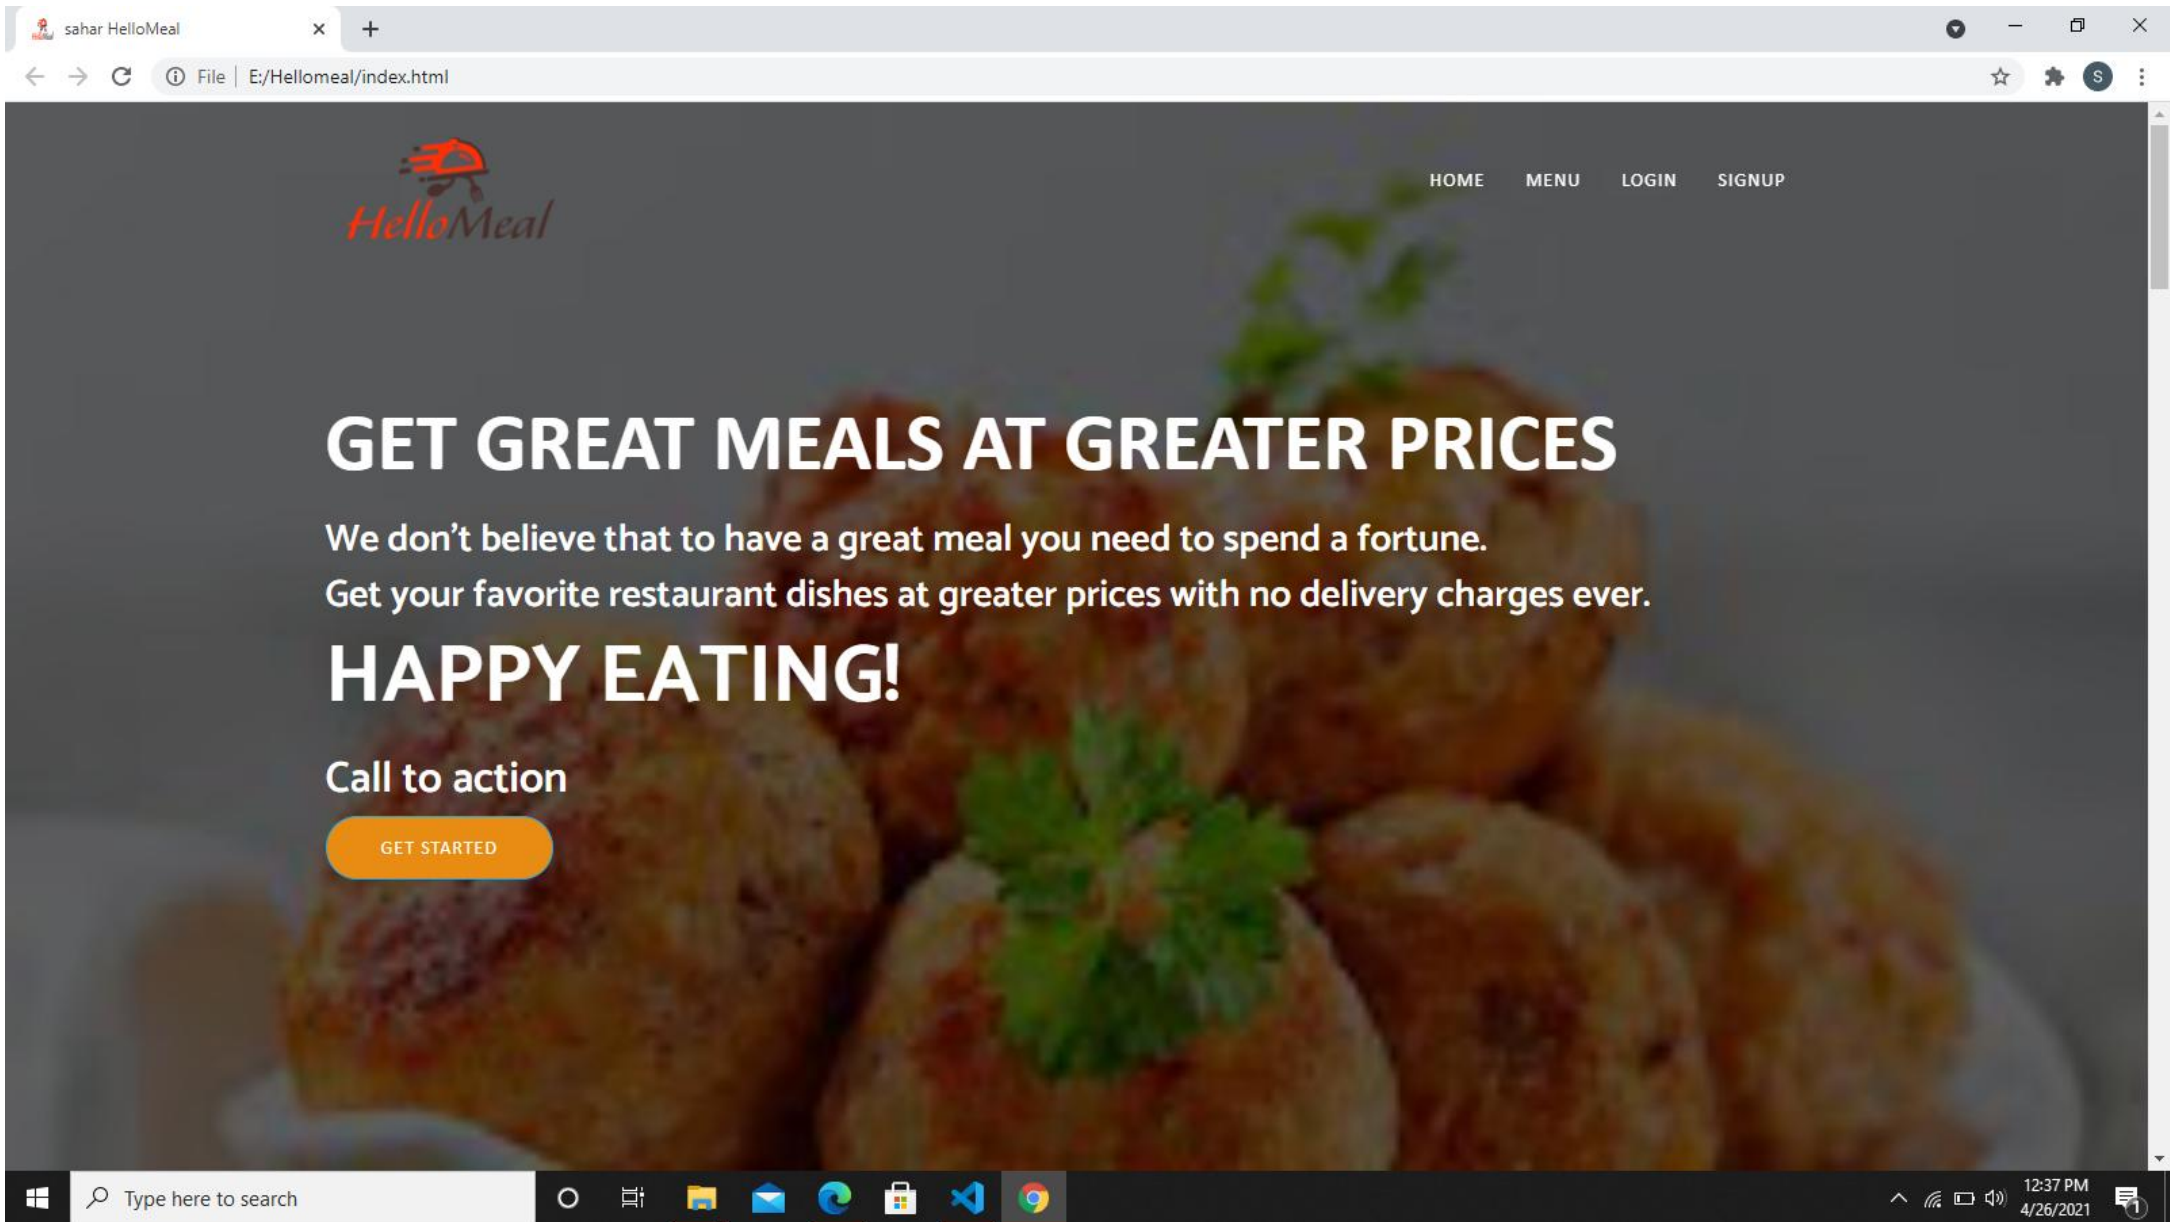 sahar HelloMeal
File
E:/Hellomeal/index.html
S
HelloMeal
HOME MENU LOGIN SIGNUP
GET GREAT MEALS AT GREATER PRICES
We don't believe that to have a great meal you need to spend a fortune.
Get your favorite restaurant dishes at greater prices with no delivery charges ever.
HAPPY EATING!
Call to action
GET STARTED
Type here to search
12:37 PM
4/26/2021
1